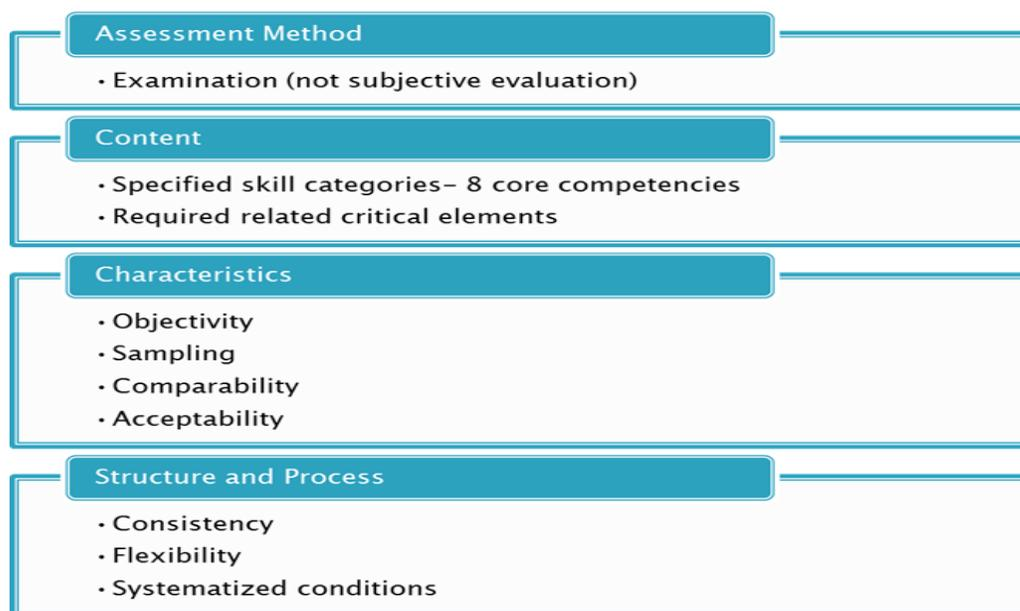 Assessment Method
· Examination (not subjective evaluation)
Content
· Specified skill categories– 8 core competencies
· Required related critical elements
Characteristics
· Objectivity
· Sampling
· Comparability
· Acceptability
Structure and Process
· Consistency
· Flexibility
· Systematized conditions